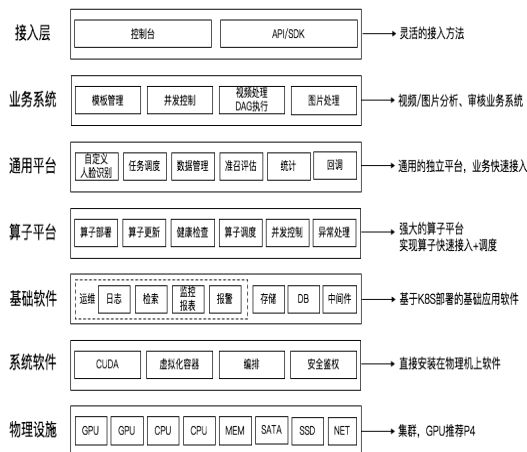 接入层
控制台
API/SDK
灵活的接入方法
业务系统
模板管理
并发控制
视频处理
DAG执行
图片处理
视频/图片分析、审核业务系统
通用平台
自定义
人脸识别
任务调度
数据管理
准召评估
统计
回调
通用的独立平台，业务快速接入
算子平台
算子部署
算子更新
健康检查
算子调度
并发控制
异常处理
强大的算子平台
实现算子快速接入+调度
基础软件
运维
日志
检索
监控
报表
报警
存储
DB
中间件
基于K8S部署的基础应用软件
系统软件
CUDA
虚拟化容器
编排
安全鉴权
直接安装在物理机上软件
物理设施
GPU
GPU
CPU
CPU
MEM
SATA
SSD
NET
集群，GPU推荐P4